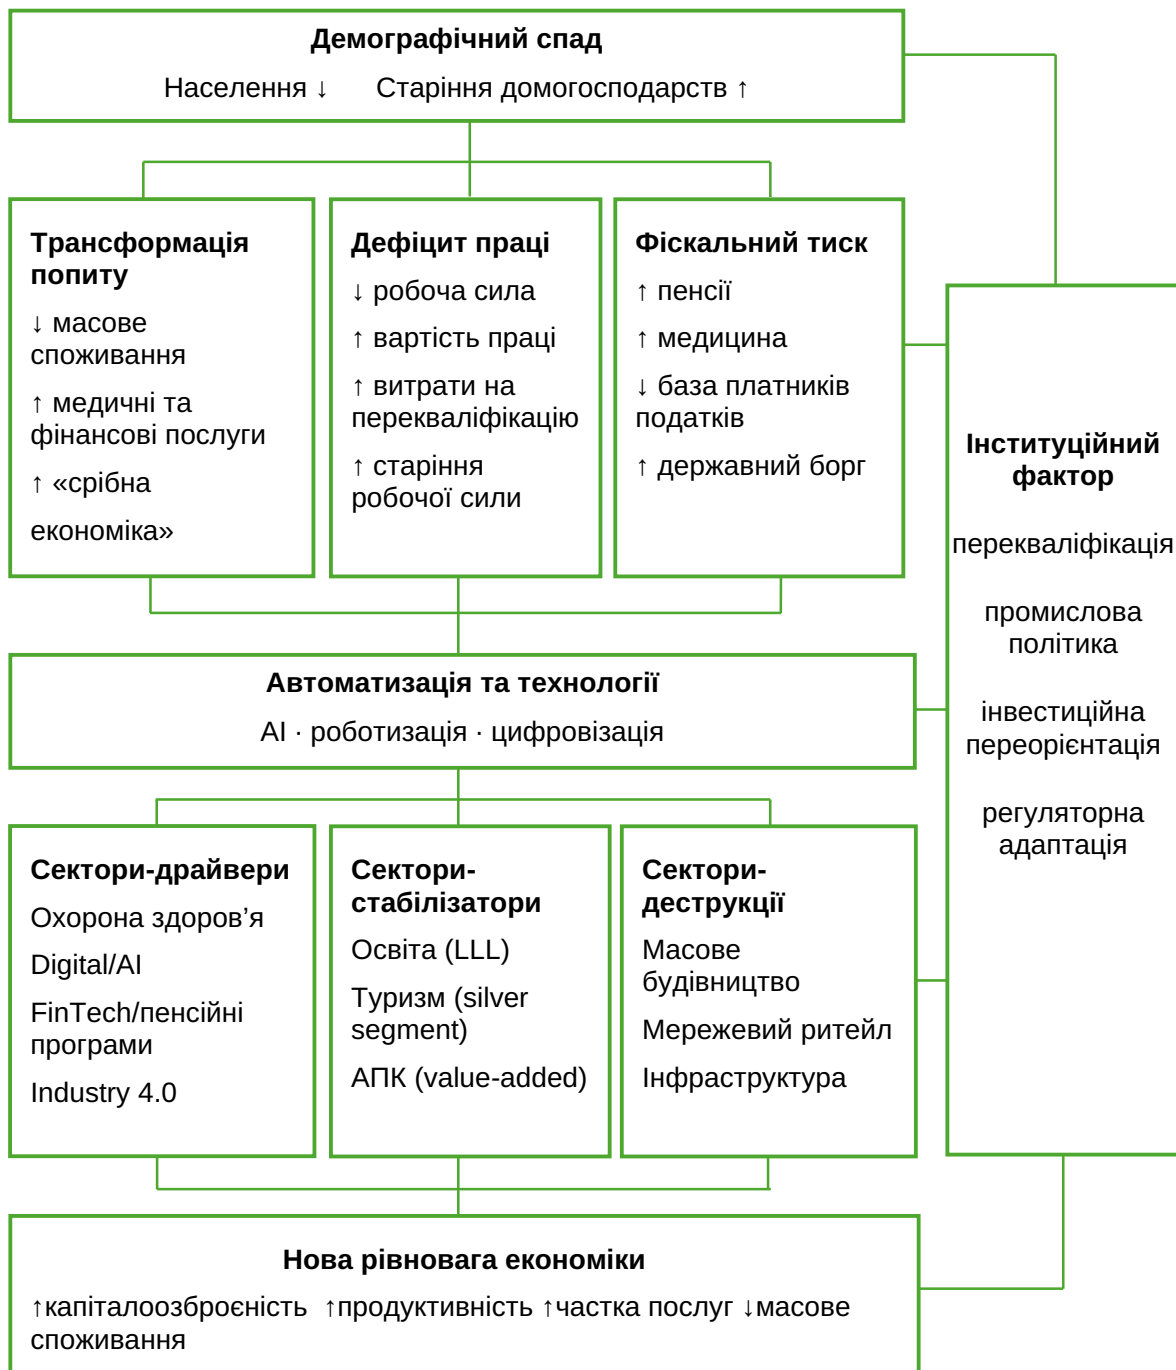 Демографічний спад
Населення ↓ Старіння домогосподарств ↑
Трансформація
попиту
↓ масове
споживання
↑ медичні та
фінансові послуги
↑ «срібна
економіка»
Дефіцит праці
↓ робоча сила
↑ вартість праці
↑ витрати на
перекваліфікацію
↑ старіння
робочої сили
Фіскальний тиск
↑ пенсії
↑ медицина
↓ база платників
податків
↑ державний борг
Інституційний
фактор
перекваліфікація
промислова
політика
інвестиційна
переорієнтація
регуляторна
адаптація
Автоматизація та технології
AI · роботизація · цифровізація
Сектори-драйвери
Охорона здоров’я
Digital/AI
FinTech/пенсійні
програми
Industry 4.0
Сектори-
стабілізатори
Освіта (LLL)
Туризм (silver
segment)
АПК (value-added)
Сектори-
деструкції
Масове
будівництво
Мережевий ритейл
Інфраструктура
Нова рівновага економіки
↑капіталоозброєність ↑продуктивність ↑частка послуг ↓масове
споживання